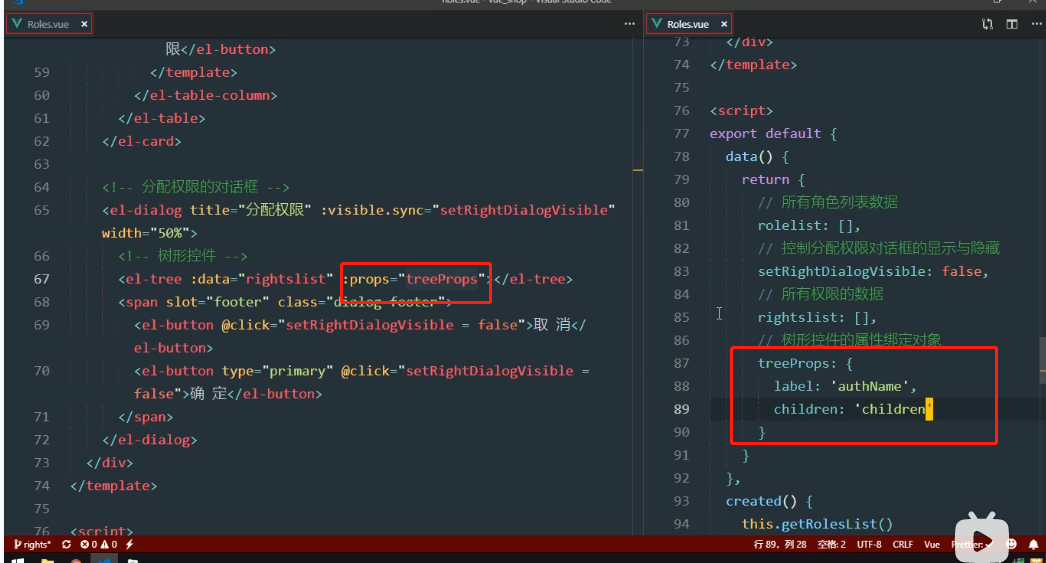 Roles.vue - vue_shop - Visual Studio Code
Roles.vue ×
限</el-button>
59 </template>
60 </el-table-column>
61 </el-table>
62 </el-card>
63
64 <!-- 分配权限的对话框 -->
65 <el-dialog title="分配权限" :visible.sync="setRightDialogVisible"
width="50%">
66 <!-- 树形控件 -->
67 <el-tree :data="rightslist" :props="treeProps"></el-tree>
68 <span slot="footer" class="dialog-footer">
69 <el-button @click="setRightDialogVisible = false">取 消</
el-button>
70 <el-button type="primary" @click="setRightDialogVisible =
false">确 定</el-button>
71 </span>
72 </el-dialog>
73 </div>
74 </template>
75
76 <script>
Roles.vue ×
73 </div>
74 </template>
75
76 <script>
77 export default {
78 data() {
79 return {
80 // 所有角色列表数据
81 rolelist: [],
82 // 控制分配权限对话框的显示与隐藏
83 setRightDialogVisible: false,
84 // 所有权限的数据
85 rightslist: [],
86 // 树形控件的属性绑定对象
87 treeProps: {
88 label: 'authName',
89 children: 'children'
90 }
91 }
92 },
93 created() {
94 this.getRolesList()
rights* 0 0 行 89，列 28 空格: 2 UTF-8 CRLF Vue Prettier: ✓